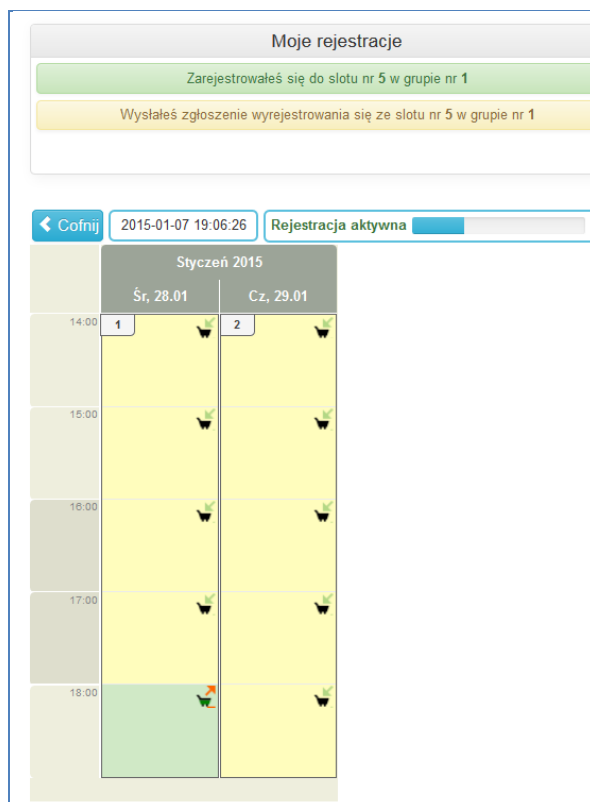 Moje rejestracje
Zarejestrowałeś się do slotu nr 5 w grupie nr 1
Wysłałeś zgłoszenie wyrejestrowania się ze slotu nr 5 w grupie nr 1
Cofnij 2015-01-07 19:06:26 Rejestracja aktywna
Styczeń 2015
Śr, 28.01 Cz, 29.01
14:00 1 2
15:00
16:00
17:00
18:00